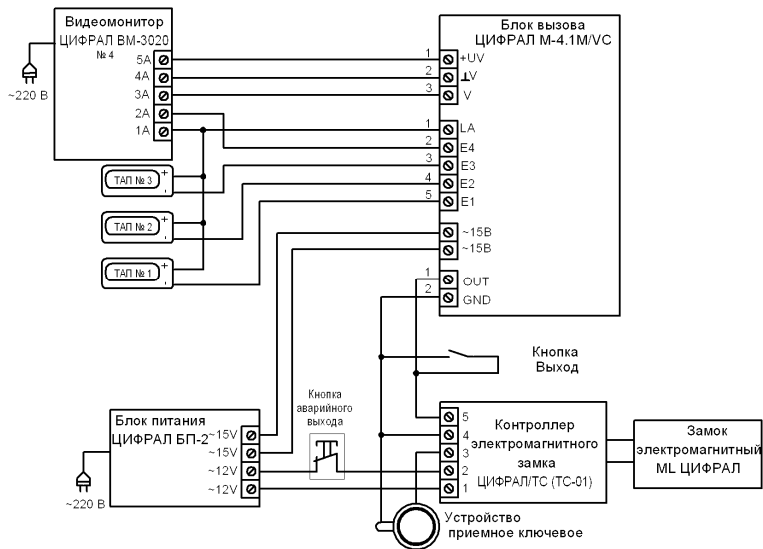 Видеомонитор
ЦИФРАЛ ВМ-3020
№ 4
5А
4А
3А
2А
1А
~220 В
ТАП № 3
+
-
ТАП № 2
+
-
ТАП № 1
+
-
Блок вызова
ЦИФРАЛ М-4.1М/VC
1 +UV
2 ⊥V
3 V
1 LA
2 E4
3 E3
4 E2
5 E1
~15В
~15В
1 OUT
2 GND
Кнопка
Выход
Кнопка
аварийного
выхода
Блок питания
ЦИФРАЛ БП-2
~15V
~15V
~12V
~12V
~220 В
5
4
3
2
1
Контроллер
электромагнитного
замка
ЦИФРАЛ/ТС (ТС-01)
Замок
электромагнитный
ML ЦИФРАЛ
Устройство
приемное ключевое